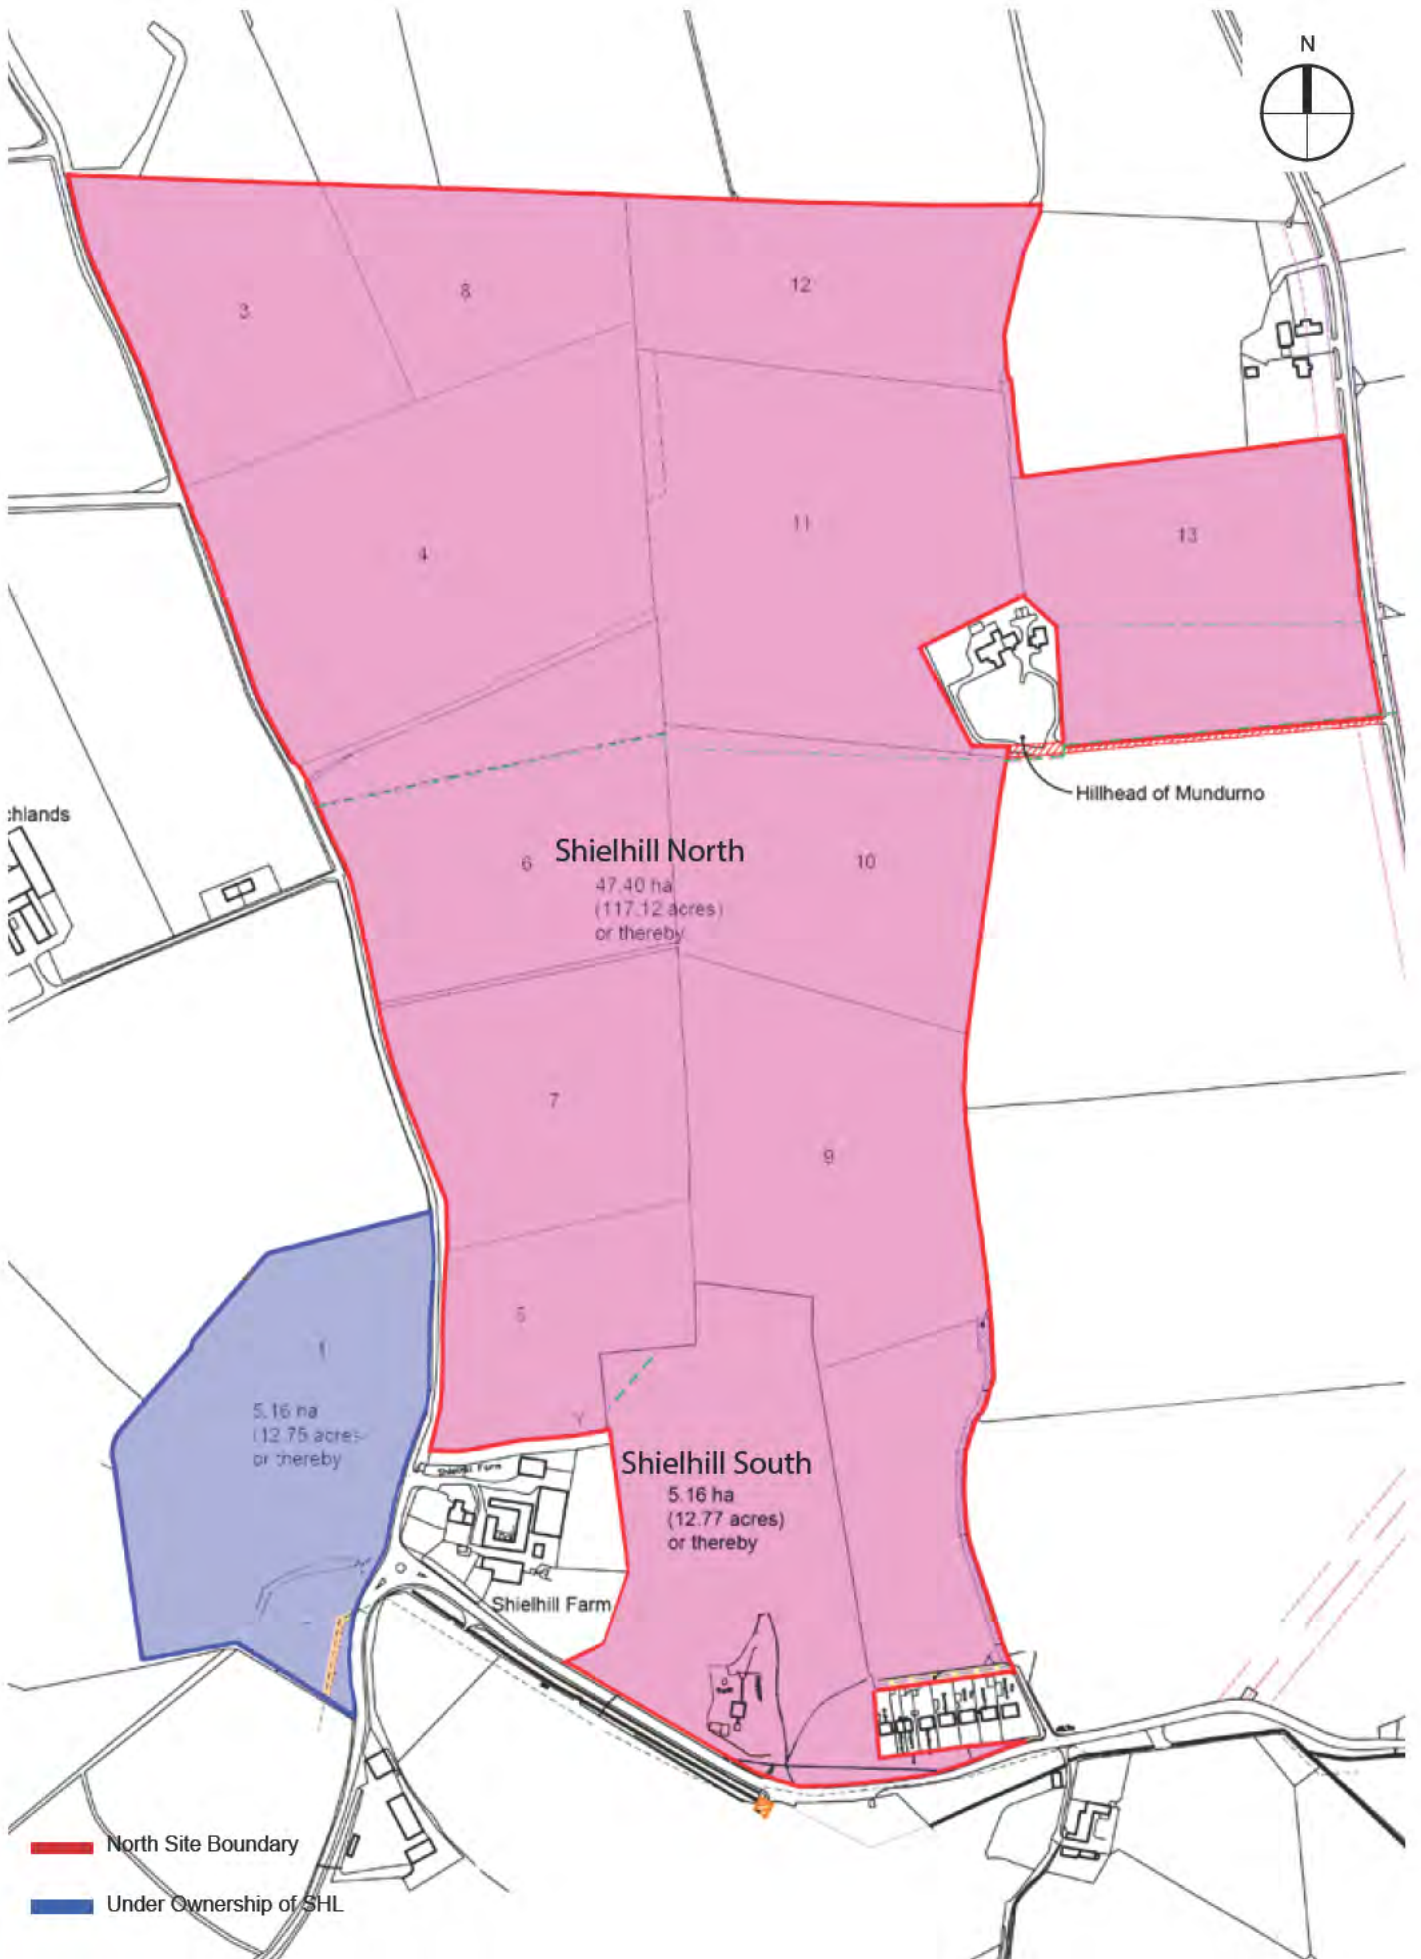 N
3
8
12
4
11
13
chlands
Hillhead of Mundurno
6
Shielhill North
10
47.40 ha
(117.12 acres)
or thereby
7
9
5
1
5.16 ha
(12.75 acres
or thereby
Y
Shielhill Farm
Shielhill South
5.16 ha
(12.77 acres)
or thereby
Shielhill Farm
North Site Boundary
Under Ownership of SHL